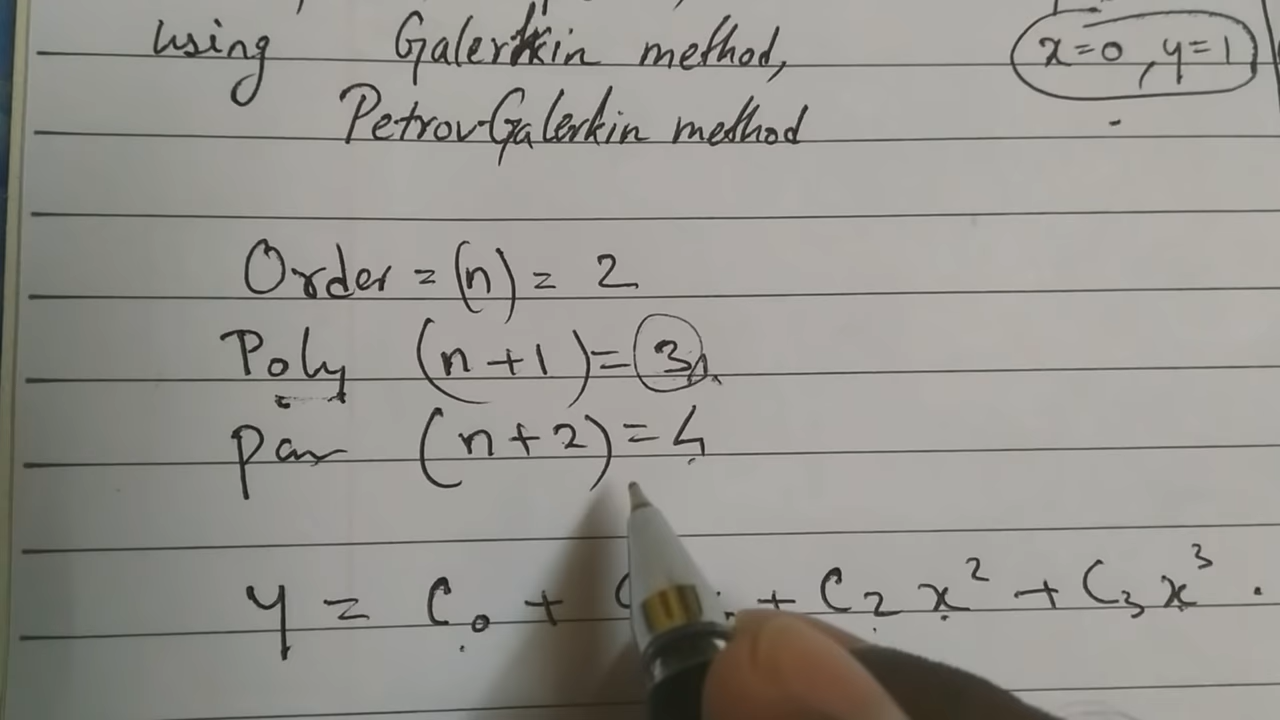 using Galerkin method, x=0, y=1
Petrov-Galerkin method
Order = (n) = 2
Poly (n+1) = 3
par (n+2) = 4
y = C₀ + + C₂x² + C₃x³.